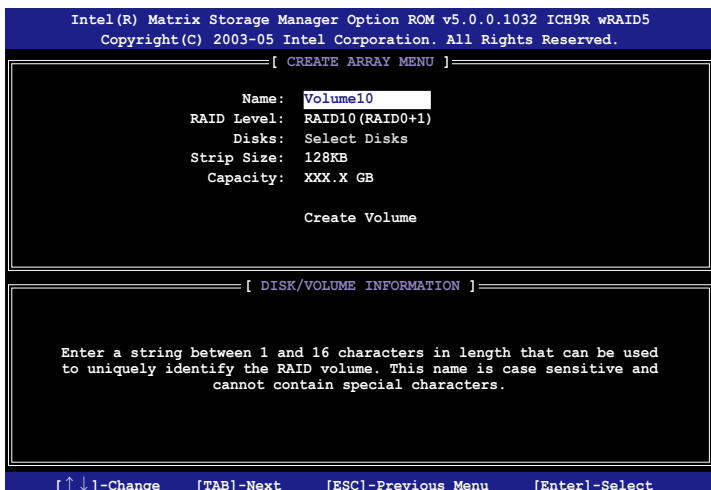 Intel(R) Matrix Storage Manager Option ROM v5.0.0.1032 ICH9R wRAID5
Copyright(C) 2003-05 Intel Corporation. All Rights Reserved.
[ CREATE ARRAY MENU ]
Name: Volume10
RAID Level: RAID10(RAID0+1)
Disks: Select Disks
Strip Size: 128KB
Capacity: XXX.X GB
Create Volume
[ DISK/VOLUME INFORMATION ]
Enter a string between 1 and 16 characters in length that can be used
to uniquely identify the RAID volume. This name is case sensitive and
cannot contain special characters.
[↑↓]-Change [TAB]-Next [ESC]-Previous Menu [Enter]-Select